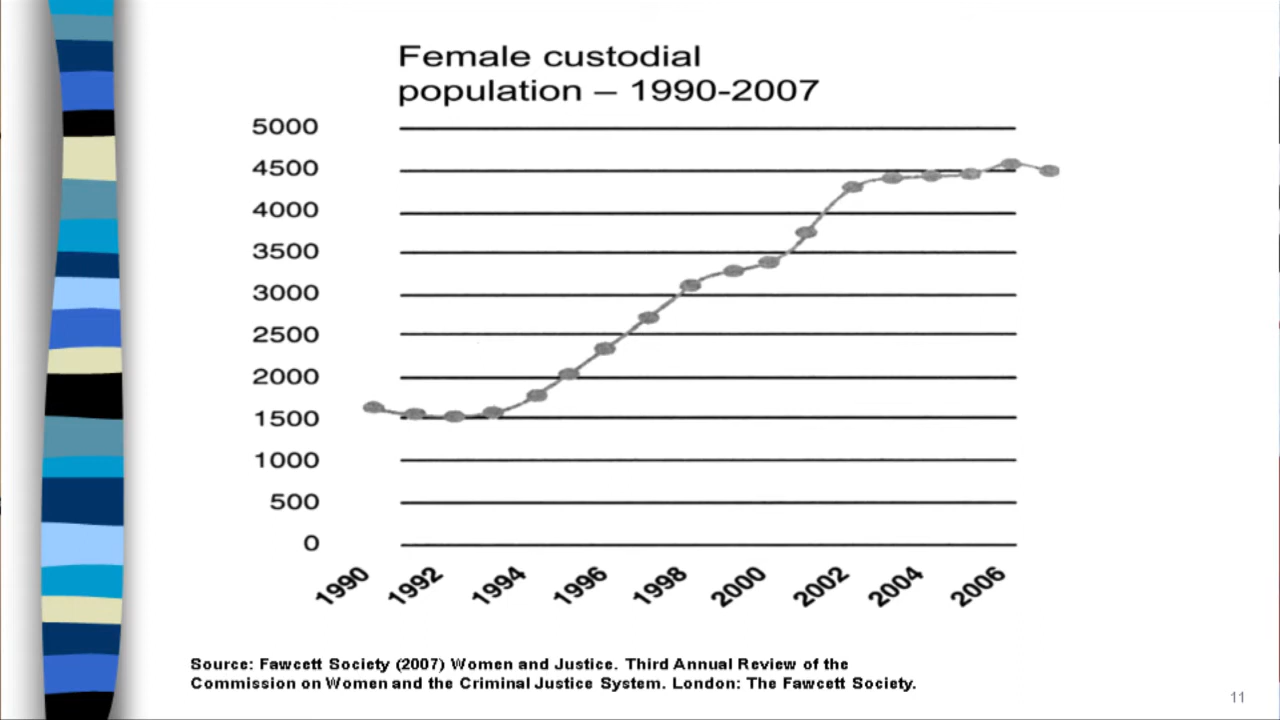 Female custodial
population – 1990-2007
5000
4500
4000
3500
3000
2500
2000
1500
1000
500
0
1990 1992 1994 1996 1998 2000 2002 2004 2006
Source: Fawcett Society (2007) Women and Justice. Third Annual Review of the
Commission on Women and the Criminal Justice System. London: The Fawcett Society.
11